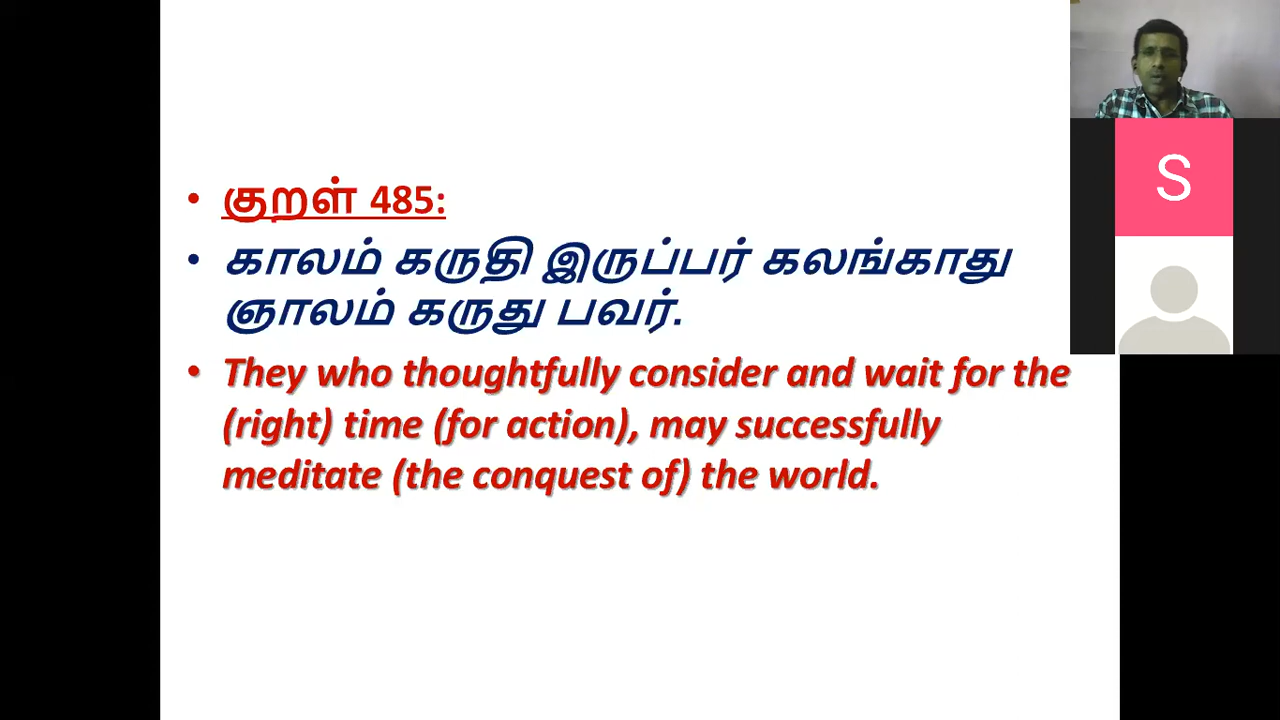 குறள் 485:
காலம் கருதி இருப்பர் கலங்காது
ஞாலம் கருது பவர்.
They who thoughtfully consider and wait for the
(right) time (for action), may successfully
meditate (the conquest of) the world.
S